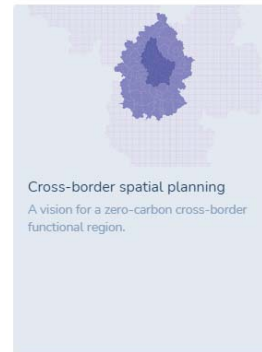 Cross-border spatial planning
A vision for a zero-carbon cross-border
functional region.